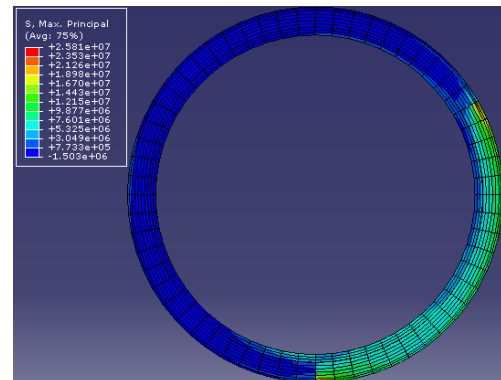 S, Max. Principal
(Avg: 75%)
+2.581e+07
+2.353e+07
+2.126e+07
+1.898e+07
+1.670e+07
+1.443e+07
+1.215e+07
+9.877e+06
+7.601e+06
+5.325e+06
+3.049e+06
+7.733e+05
-1.503e+06